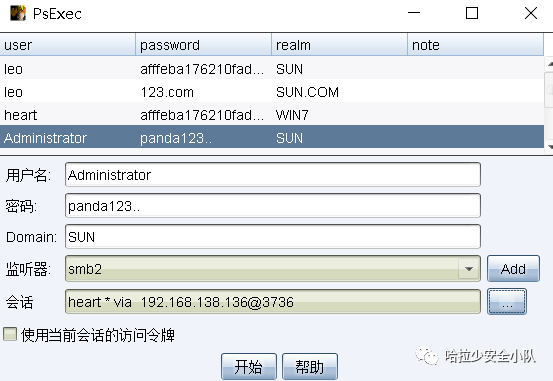 PsExec
user password realm note
leo afffeba176210fad... SUN
leo 123.com SUN.COM
heart afffeba176210fad... WIN7
Administrator panda123.. SUN
用户名: Administrator
密码: panda123..
Domain: SUN
监听器: smb2 Add
会话 heart * via 192.168.138.136@3736 ...
使用当前会话的访问令牌
哈拉少安全小队
开始 帮助